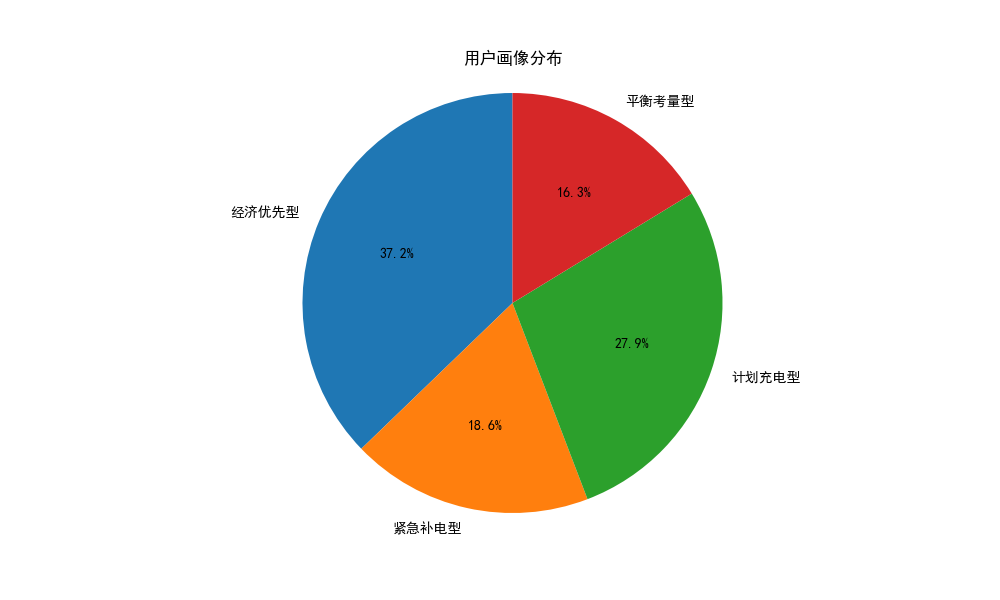 用户画像分布
平衡考量型
16.3%
经济优先型
37.2%
27.9%
计划充电型
18.6%
紧急补电型